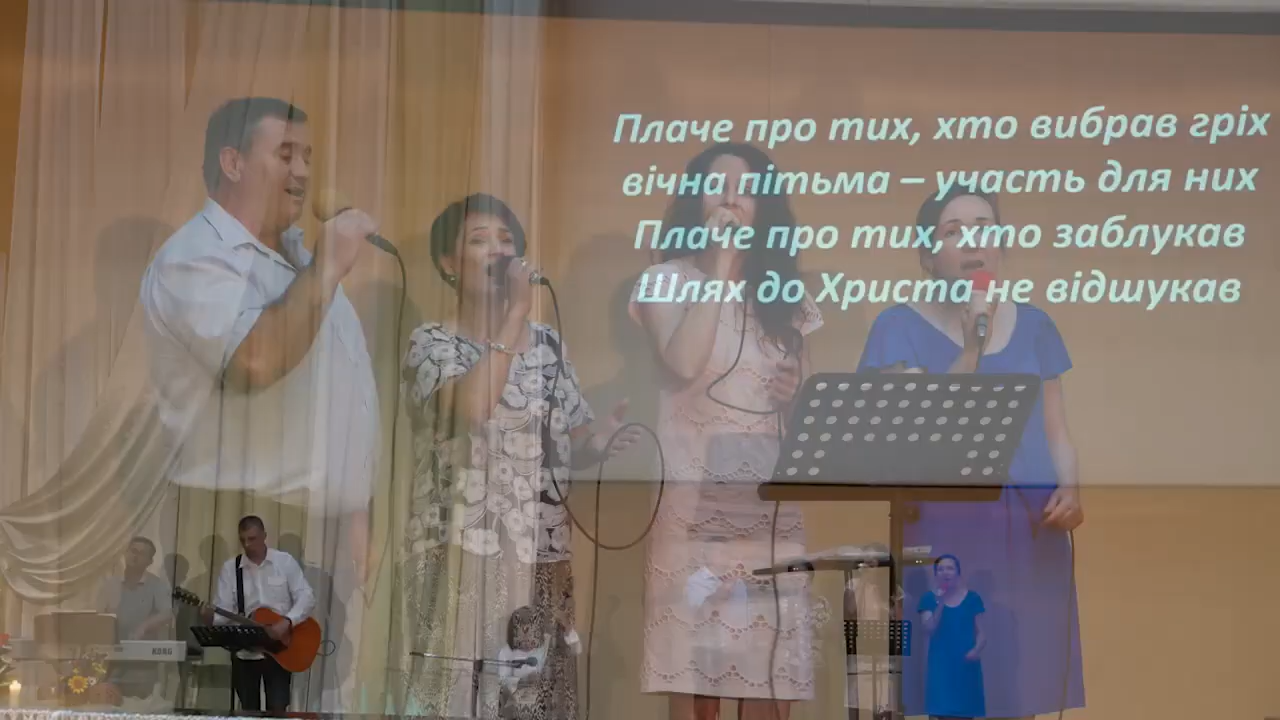 Плаче про тих, хто вибрав гріх
вічна пітьма – участь для них
Плаче про тих, хто заблукав
Шлях до Христа не відшукав
KORG